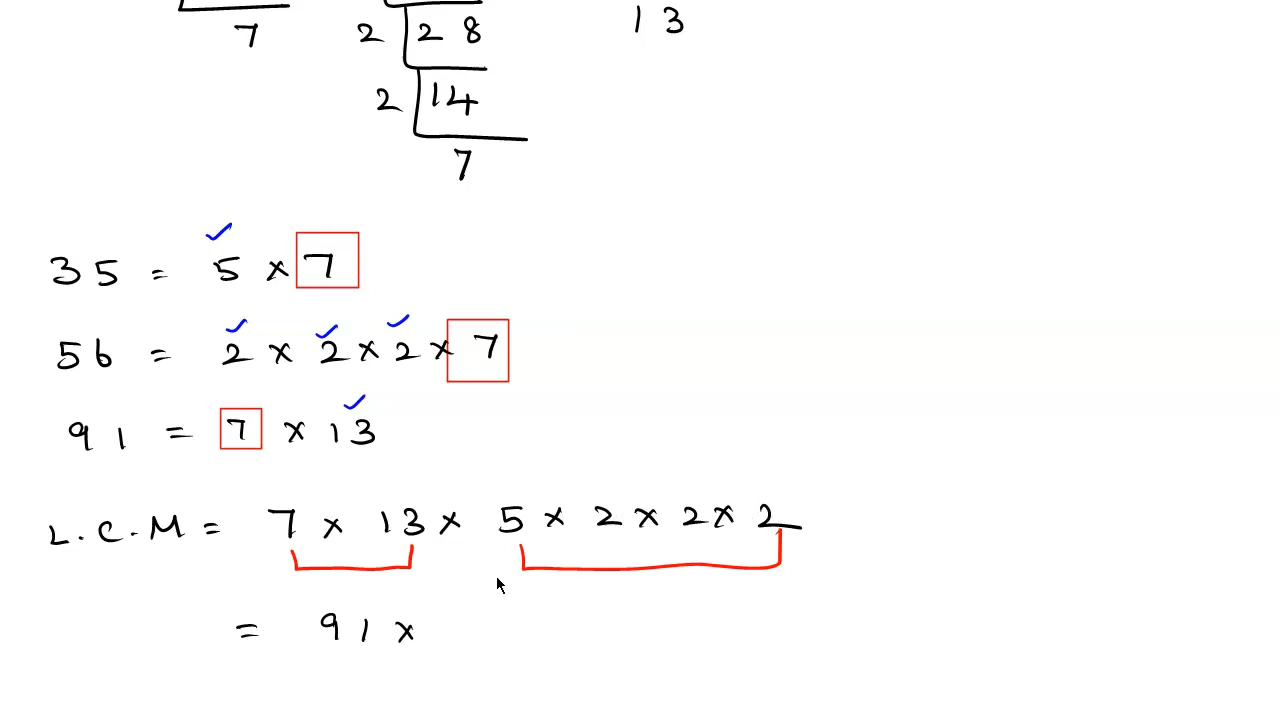 7 2 28 13
2 14
7
35 = 5 × 7
56 = 2 × 2 × 2 × 7
91 = 7 × 13
L.C.M = 7 × 13 × 5 × 2 × 2 × 2
= 91 ×